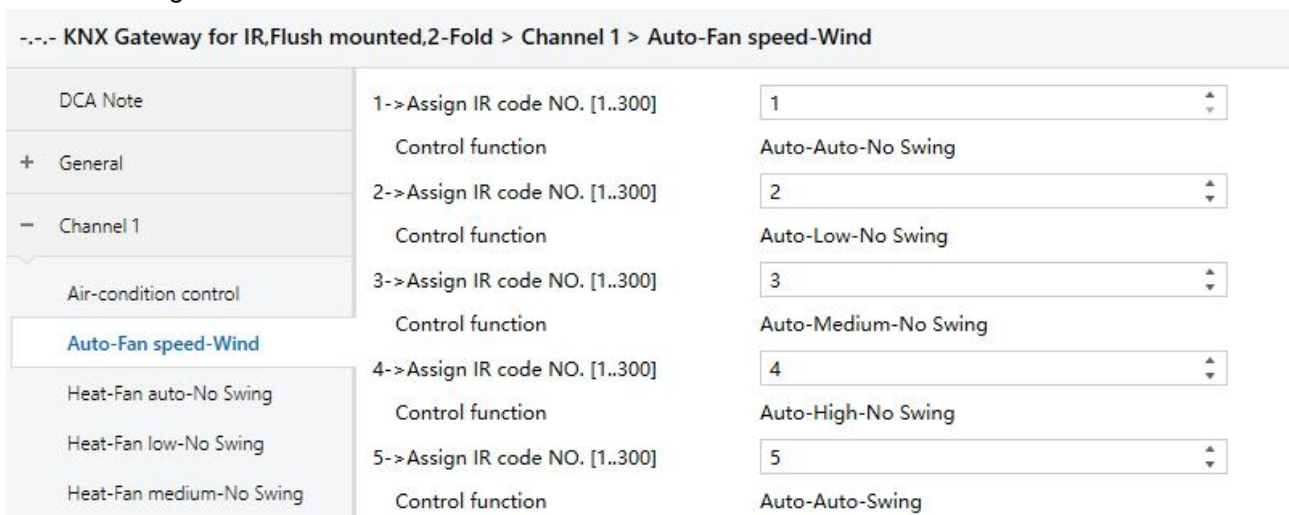 -.-.- KNX Gateway for IR,Flush mounted,2-Fold > Channel 1 > Auto-Fan speed-Wind
DCA Note
+ General
− Channel 1
Air-condition control
Auto-Fan speed-Wind
Heat-Fan auto-No Swing
Heat-Fan low-No Swing
Heat-Fan medium-No Swing
1->Assign IR code NO. [1..300] 1
Control function Auto-Auto-No Swing
2->Assign IR code NO. [1..300] 2
Control function Auto-Low-No Swing
3->Assign IR code NO. [1..300] 3
Control function Auto-Medium-No Swing
4->Assign IR code NO. [1..300] 4
Control function Auto-High-No Swing
5->Assign IR code NO. [1..300] 5
Control function Auto-Auto-Swing